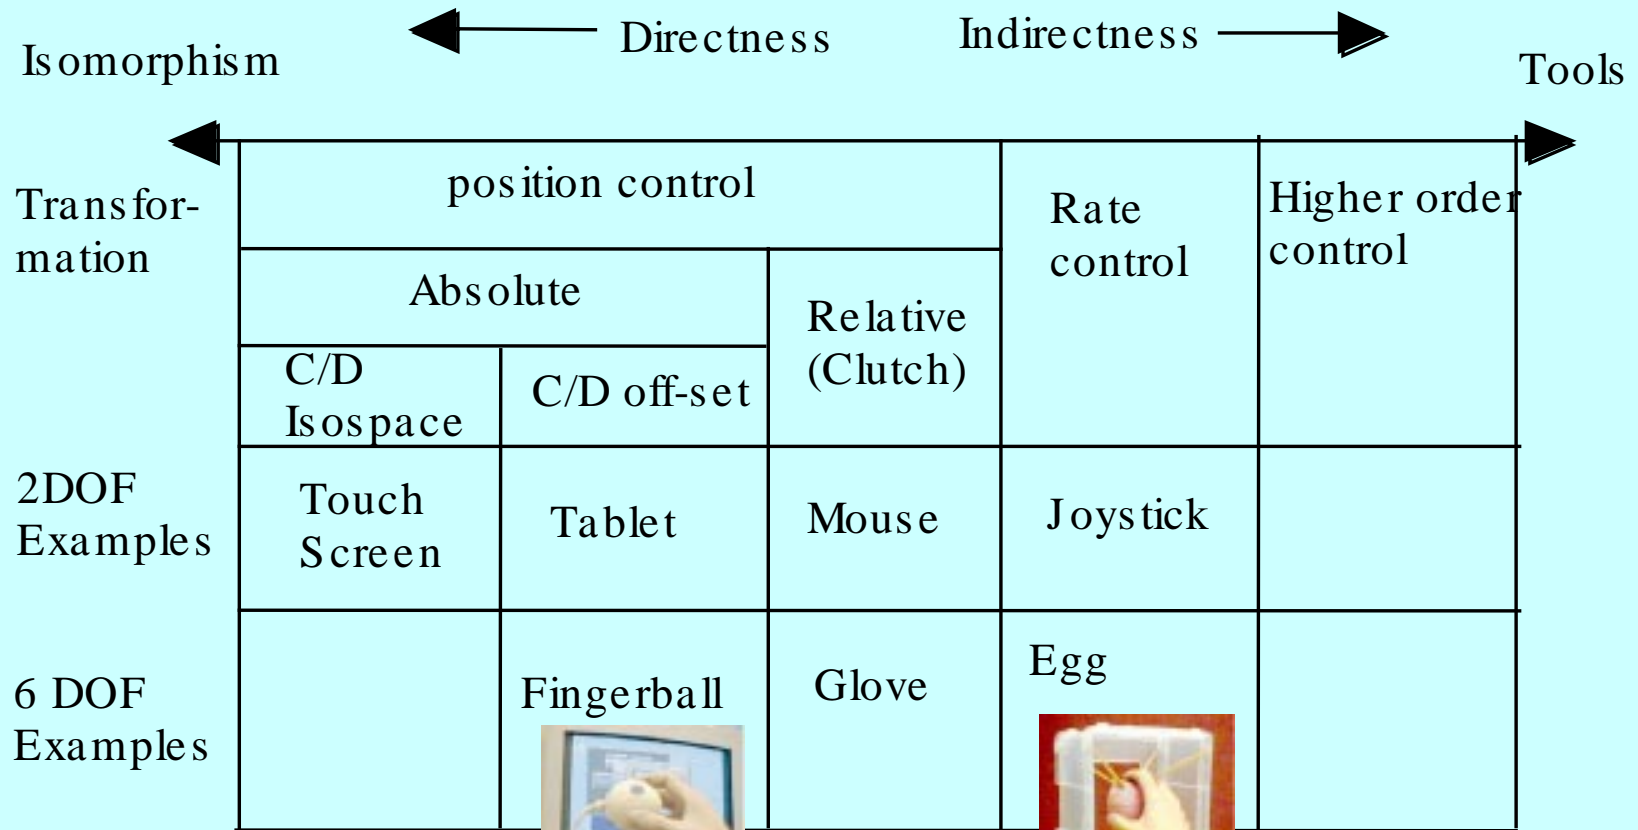 Isomorphism
Directness
Indirectness
Tools
Transfor-
mation
position control
Rate
control
Higher order
control
Absolute
Relative
(Clutch)
C/D
Isospace
C/D off-set
2DOF
Examples
Touch
Screen
Tablet
Mouse
Joystick
6 DOF
Examples
Fingerball
Glove
Egg